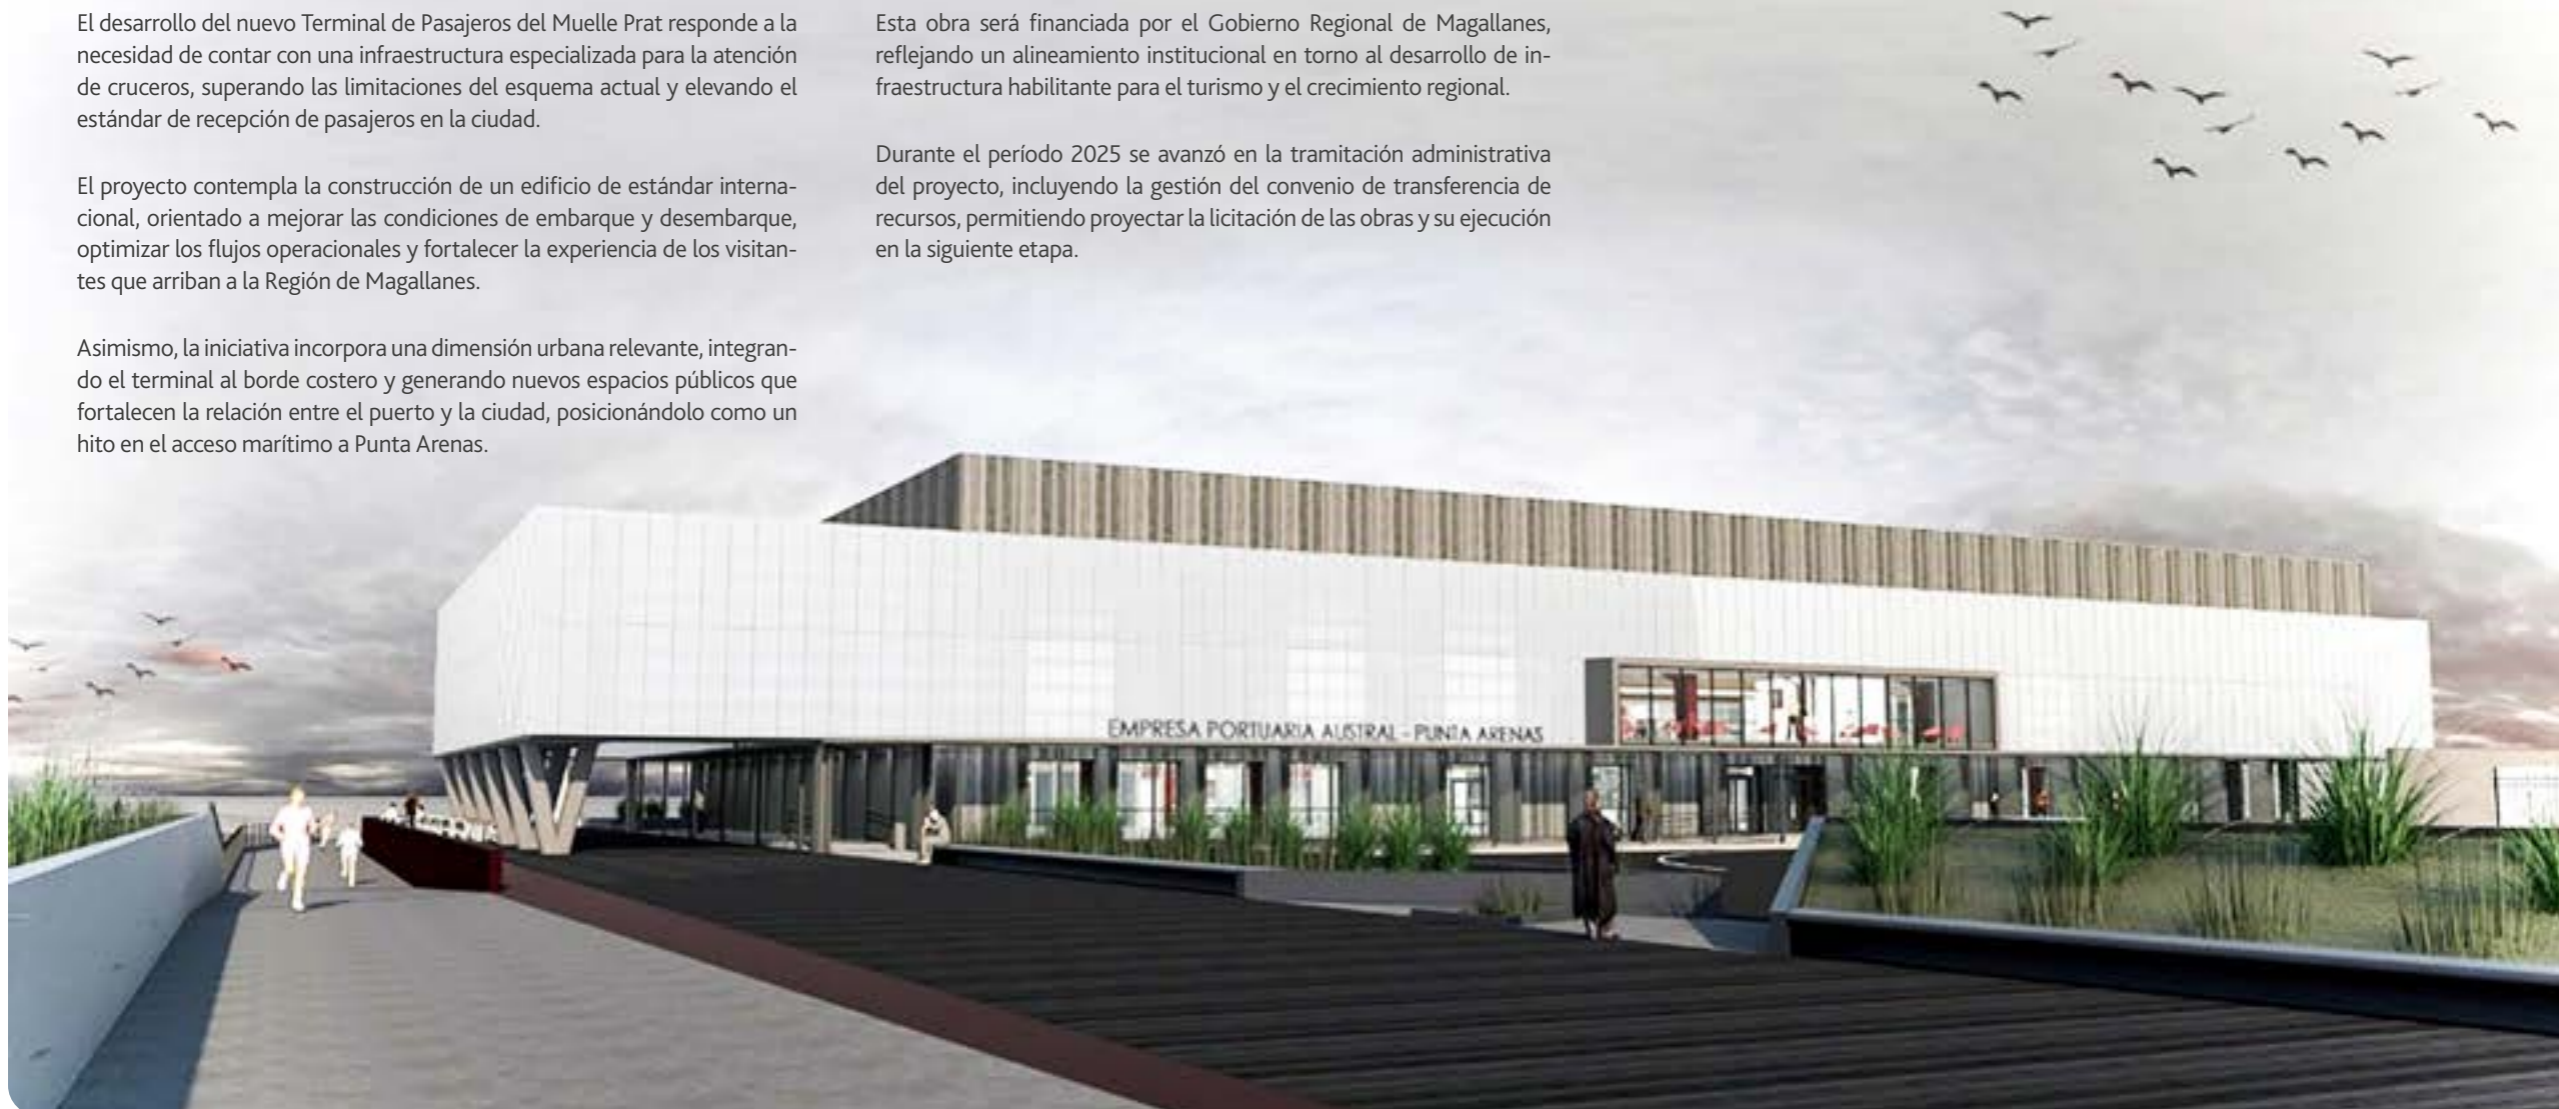 El desarrollo del nuevo Terminal de Pasajeros del Muelle Prat responde a la
necesidad de contar con una infraestructura especializada para la atención
de cruceros, superando las limitaciones del esquema actual y elevando el
estándar de recepción de pasajeros en la ciudad.
El proyecto contempla la construcción de un edificio de estándar interna-
cional, orientado a mejorar las condiciones de embarque y desembarque,
optimizar los flujos operacionales y fortalecer la experiencia de los visitan-
tes que arriban a la Región de Magallanes.
Asimismo, la iniciativa incorpora una dimensión urbana relevante, integran-
do el terminal al borde costero y generando nuevos espacios públicos que
fortalecen la relación entre el puerto y la ciudad, posicionándolo como un
hito en el acceso marítimo a Punta Arenas.
Esta obra será financiada por el Gobierno Regional de Magallanes,
reflejando un alineamiento institucional en torno al desarrollo de in-
fraestructura habilitante para el turismo y el crecimiento regional.
Durante el período 2025 se avanzó en la tramitación administrativa
del proyecto, incluyendo la gestión del convenio de transferencia de
recursos, permitiendo proyectar la licitación de las obras y su ejecución
en la siguiente etapa.
EMPRESA PORTUARIA AUSTRAL - PUNTA ARENAS